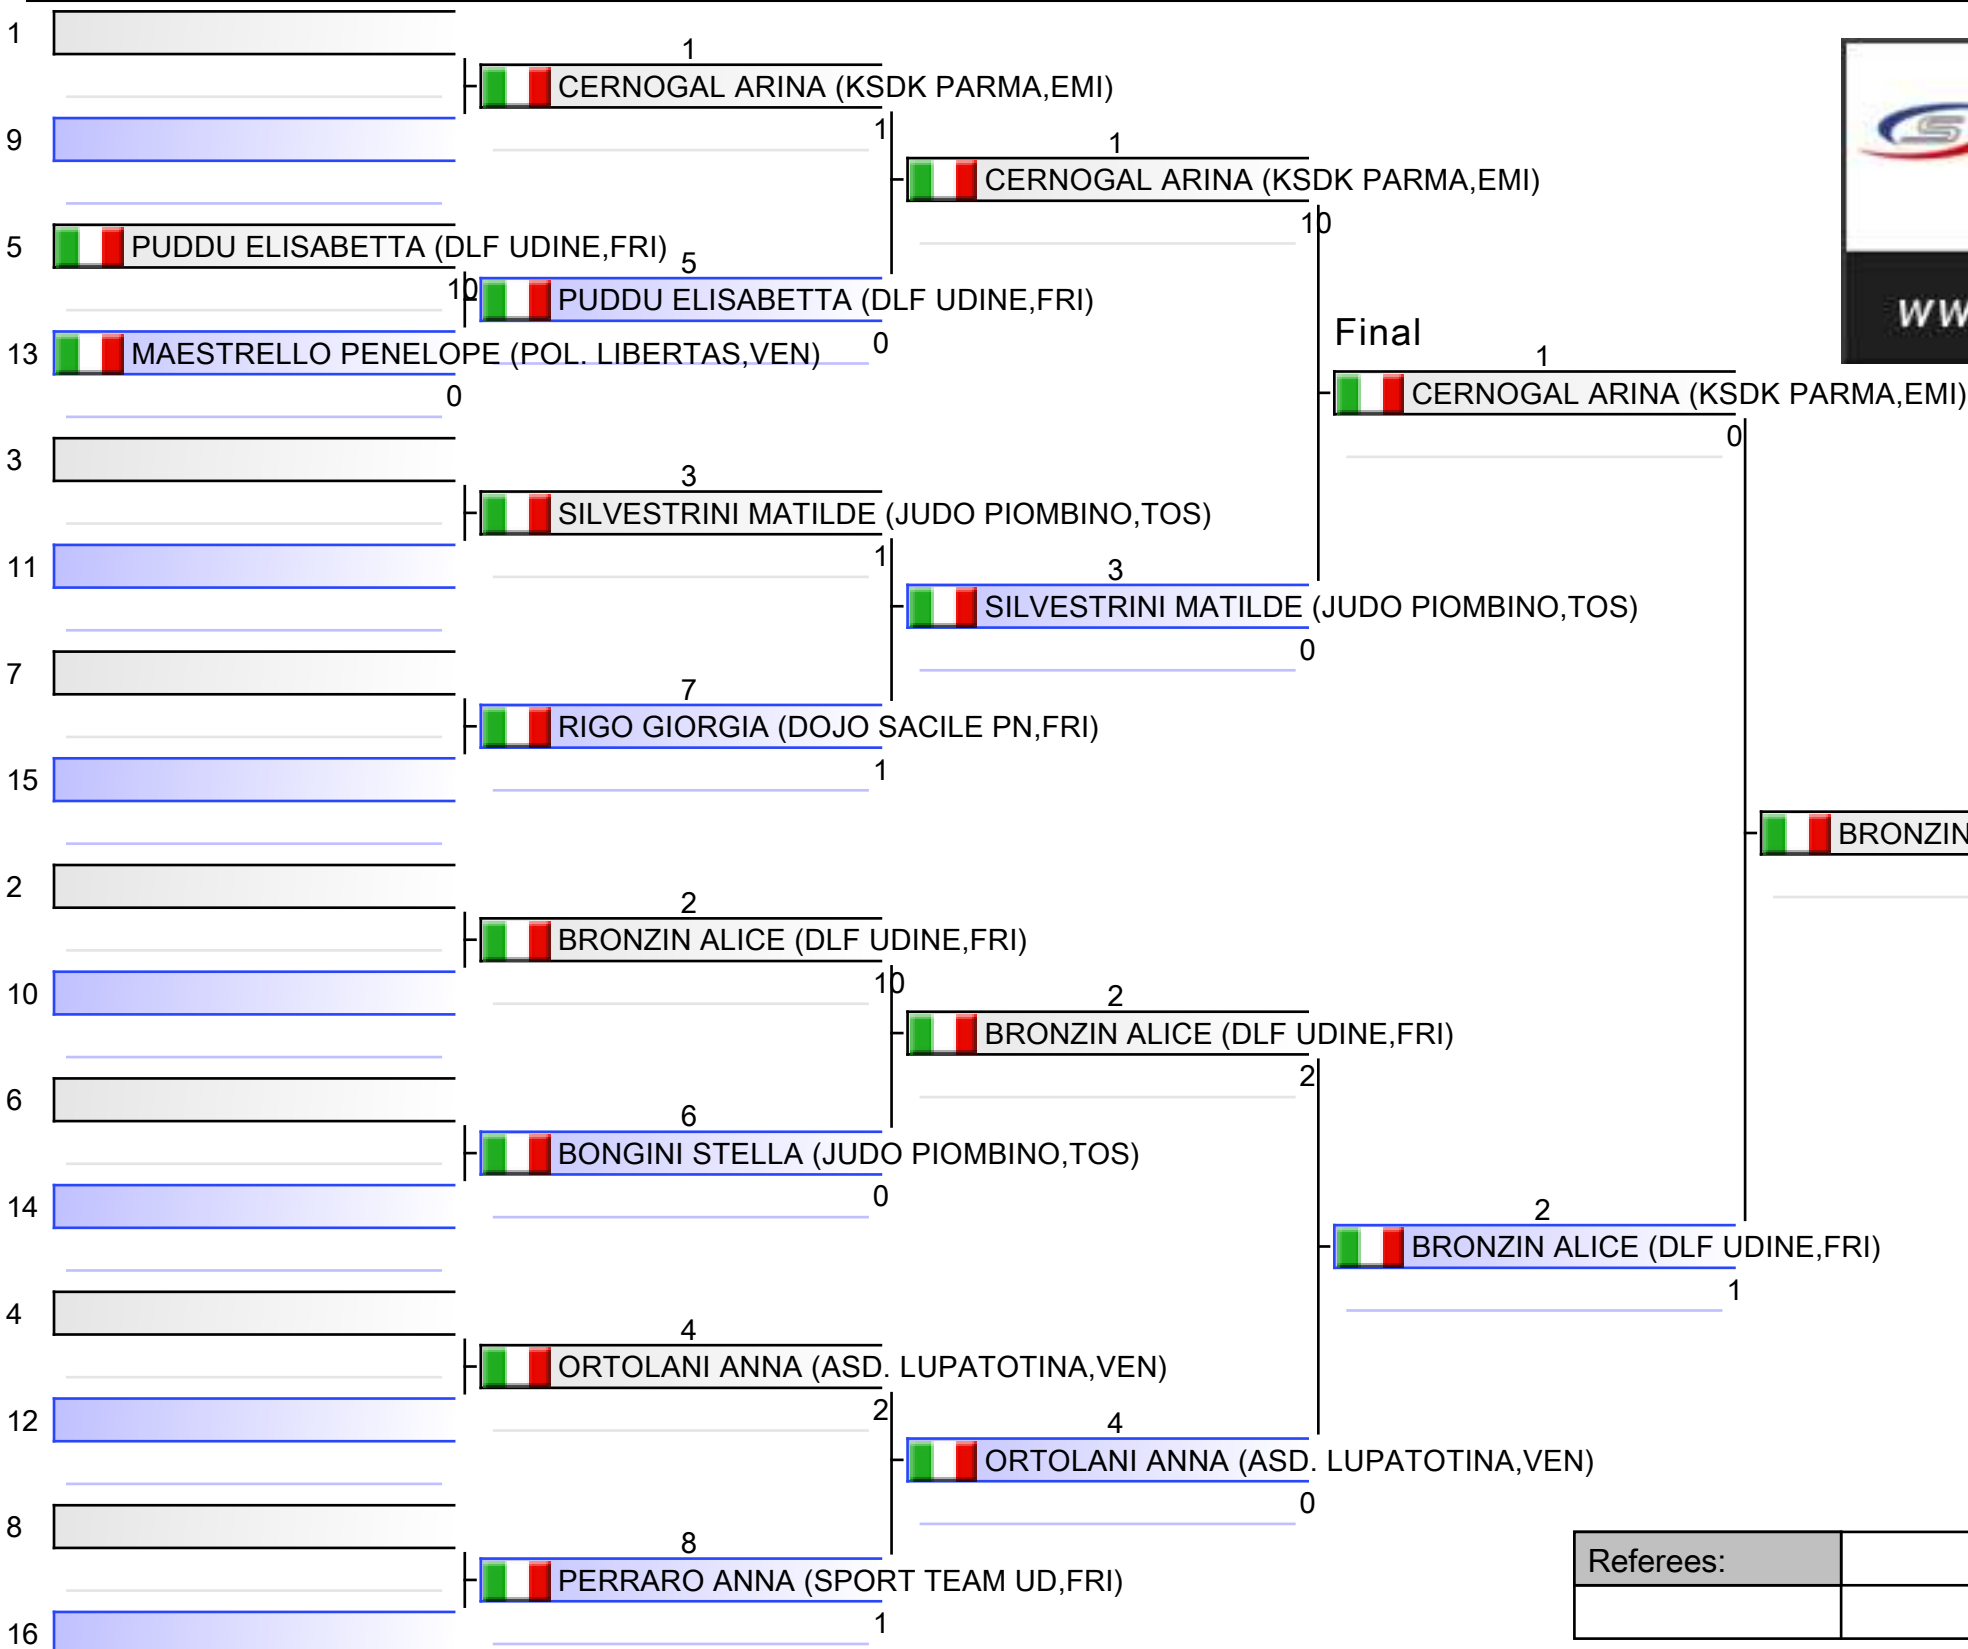 1
1
CERNOGAL ARINA (KSDK PARMA,EMI)
1
9
1
CERNOGAL ARINA (KSDK PARMA,EMI)
10
5
PUDDU ELISABETTA (DLF UDINE,FRI)
10
5
PUDDU ELISABETTA (DLF UDINE,FRI)
0
13
MAESTRELLO PENELOPE (POL. LIBERTAS,VEN)
0
Final
1
CERNOGAL ARINA (KSDK PARMA,EMI)
0
3
3
SILVESTRINI MATILDE (JUDO PIOMBINO,TOS)
1
11
3
SILVESTRINI MATILDE (JUDO PIOMBINO,TOS)
0
7
7
RIGO GIORGIA (DOJO SACILE PN,FRI)
1
15
BRONZIN
2
2
BRONZIN ALICE (DLF UDINE,FRI)
10
10
2
BRONZIN ALICE (DLF UDINE,FRI)
2
6
6
BONGINI STELLA (JUDO PIOMBINO,TOS)
0
14
2
BRONZIN ALICE (DLF UDINE,FRI)
1
4
4
ORTOLANI ANNA (ASD. LUPATOTINA,VEN)
2
12
4
ORTOLANI ANNA (ASD. LUPATOTINA,VEN)
0
8
8
PERRARO ANNA (SPORT TEAM UD,FRI)
1
16
Referees: